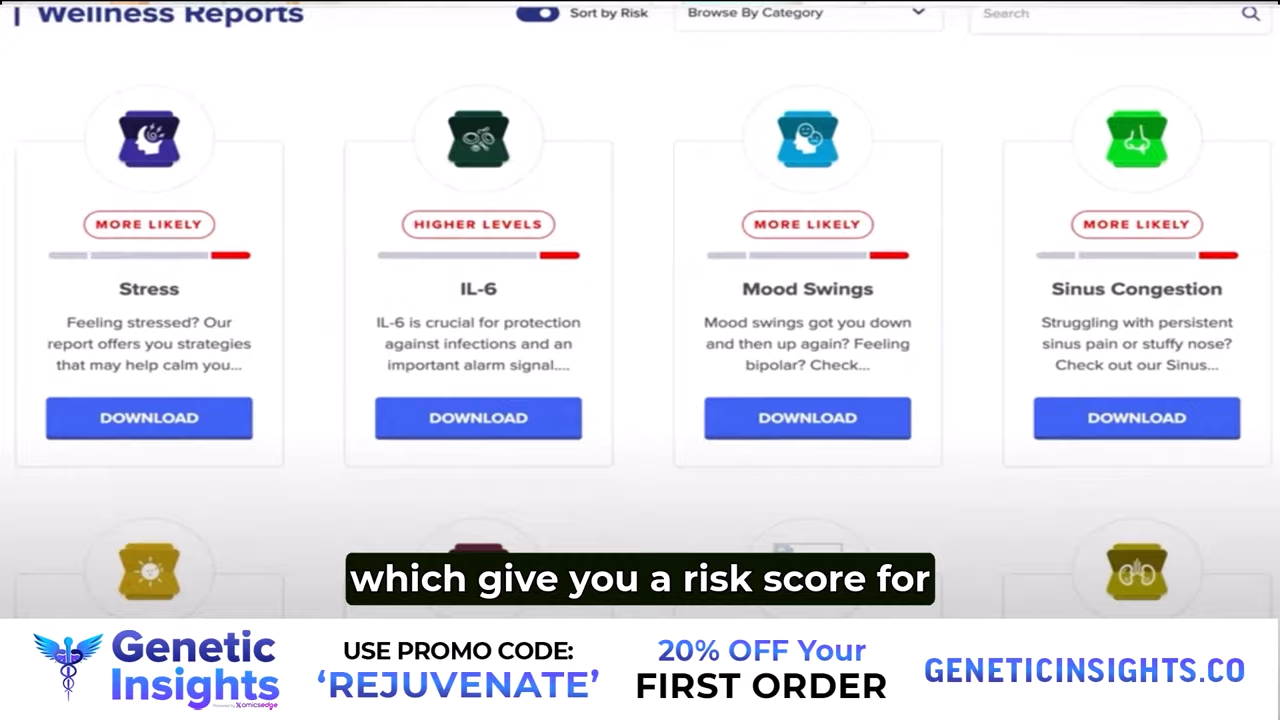 Wellness Reports
Sort by Risk
Browse By Category
Search
MORE LIKELY
Stress
Feeling stressed? Our
report offers you strategies
that may help calm you...
DOWNLOAD
HIGHER LEVELS
IL-6
IL-6 is crucial for protection
against infections and an
important alarm signal....
DOWNLOAD
MORE LIKELY
Mood Swings
Mood swings got you down
and then up again? Feeling
bipolar? Check...
DOWNLOAD
MORE LIKELY
Sinus Congestion
Struggling with persistent
sinus pain or stuffy nose?
Check out our Sinus...
DOWNLOAD
which give you a risk score for
Genetic
Insights
Powered by omicsedge
USE PROMO CODE:
‘REJUVENATE’
20% OFF Your
FIRST ORDER
GENETICINSIGHTS.CO